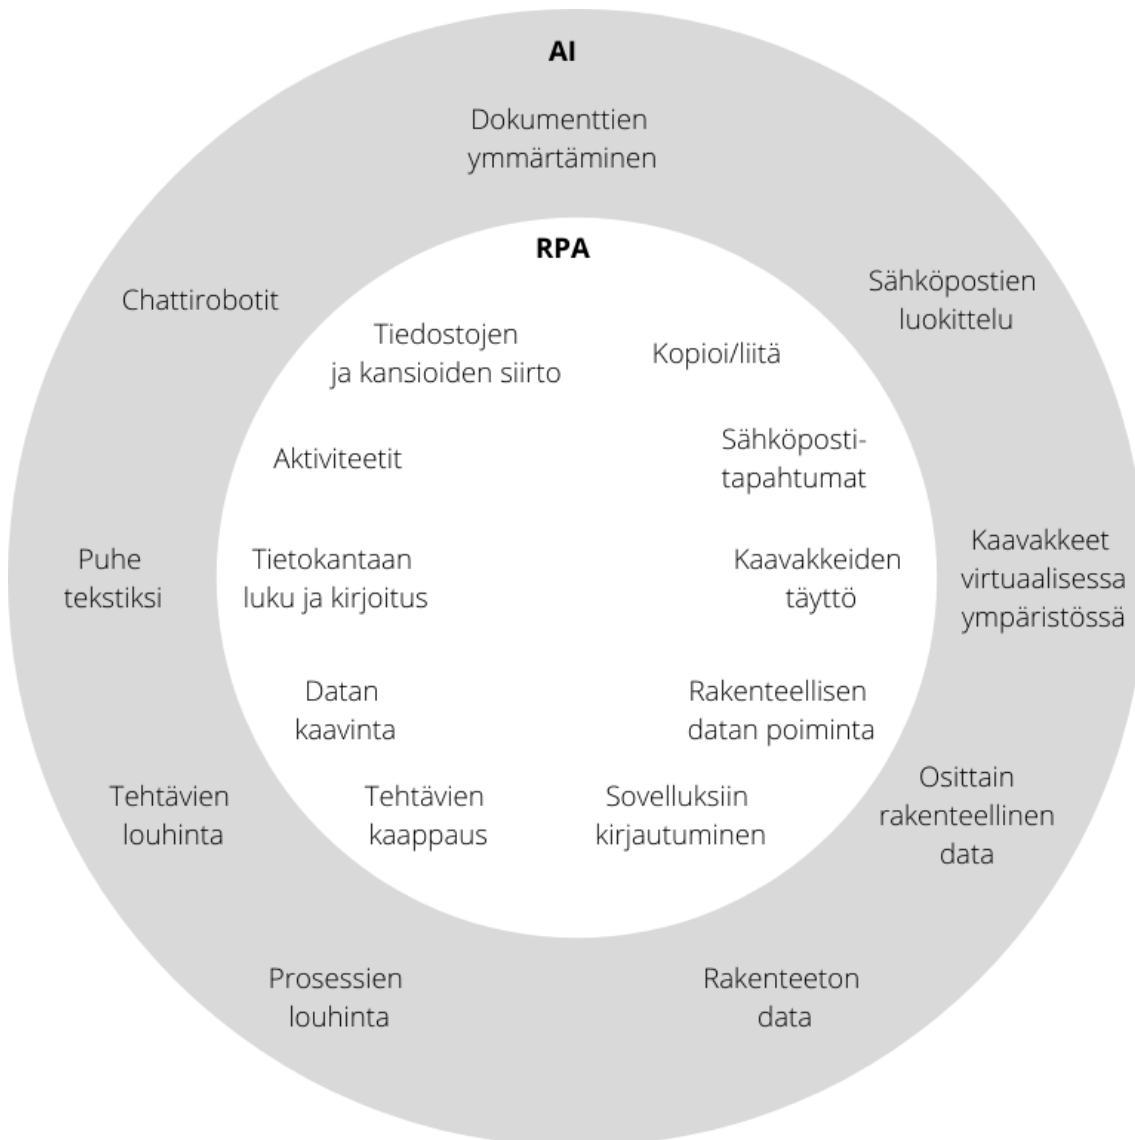 AI
Dokumenttien
ymmärtäminen
Chattirobotit
Sähköpostien
luokittelu
Puhe
tekstiksi
Kaavakkeet
virtuaalisessa
ympäristössä
Tehtävien
louhinta
Osittain
rakenteellinen
data
Prosessien
louhinta
Rakenteeton
data
RPA
Tiedostojen
ja kansioiden siirto
Kopioi/liitä
Aktiviteetit
Sähköposti-
tapahtumat
Tietokantaan
luku ja kirjoitus
Kaavakkeiden
täyttö
Datan
kaavinta
Rakenteellisen
datan poiminta
Tehtävien
kaappaus
Sovelluksiin
kirjautuminen